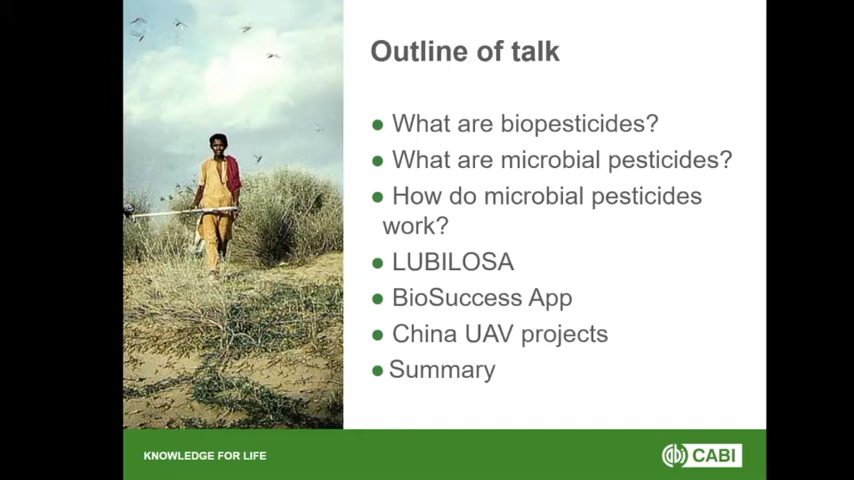 Outline of talk
● What are biopesticides?
● What are microbial pesticides?
● How do microbial pesticides
work?
● LUBILOSA
● BioSuccess App
● China UAV projects
● Summary
KNOWLEDGE FOR LIFE
CABI